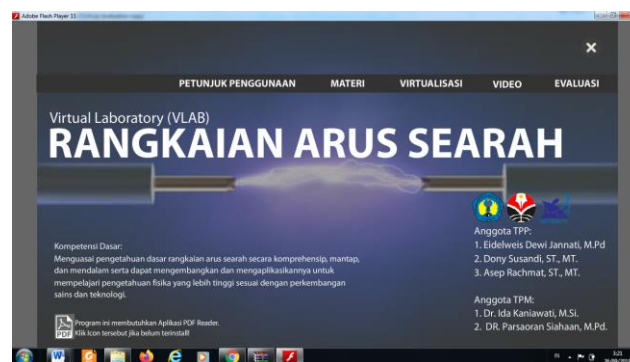 Adobe Flash Player 11
PETUNJUK PENGGUNAAN MATERI VIRTUALISASI VIDEO EVALUASI
Virtual Laboratory (VLAB)
RANGKAIAN ARUS SEARAH
Anggota TPP:
1. Eidelweis Dewi Jannati, M.Pd
2. Dony Susandi, ST., MT.
3. Asep Rachmat, ST., MT.
Anggota TPM:
1. Dr. Ida Kaniawati, M.Si.
2. DR. Parsaoran Siahaan, M.Pd.
Kompetensi Dasar:
Menguasai pengetahuan dasar rangkaian arus searah secara komprehensip, mantap,
dan mendalam serta dapat mengembangkan dan mengaplikasikannya untuk
mempelajari pengetahuan fisika yang lebih tinggi sesuai dengan perkembangan
sains dan teknologi.
PDF
Program ini membutuhkan Aplikasi PDF Reader.
Klik Icon tersebut jika belum terinstall!
3:21